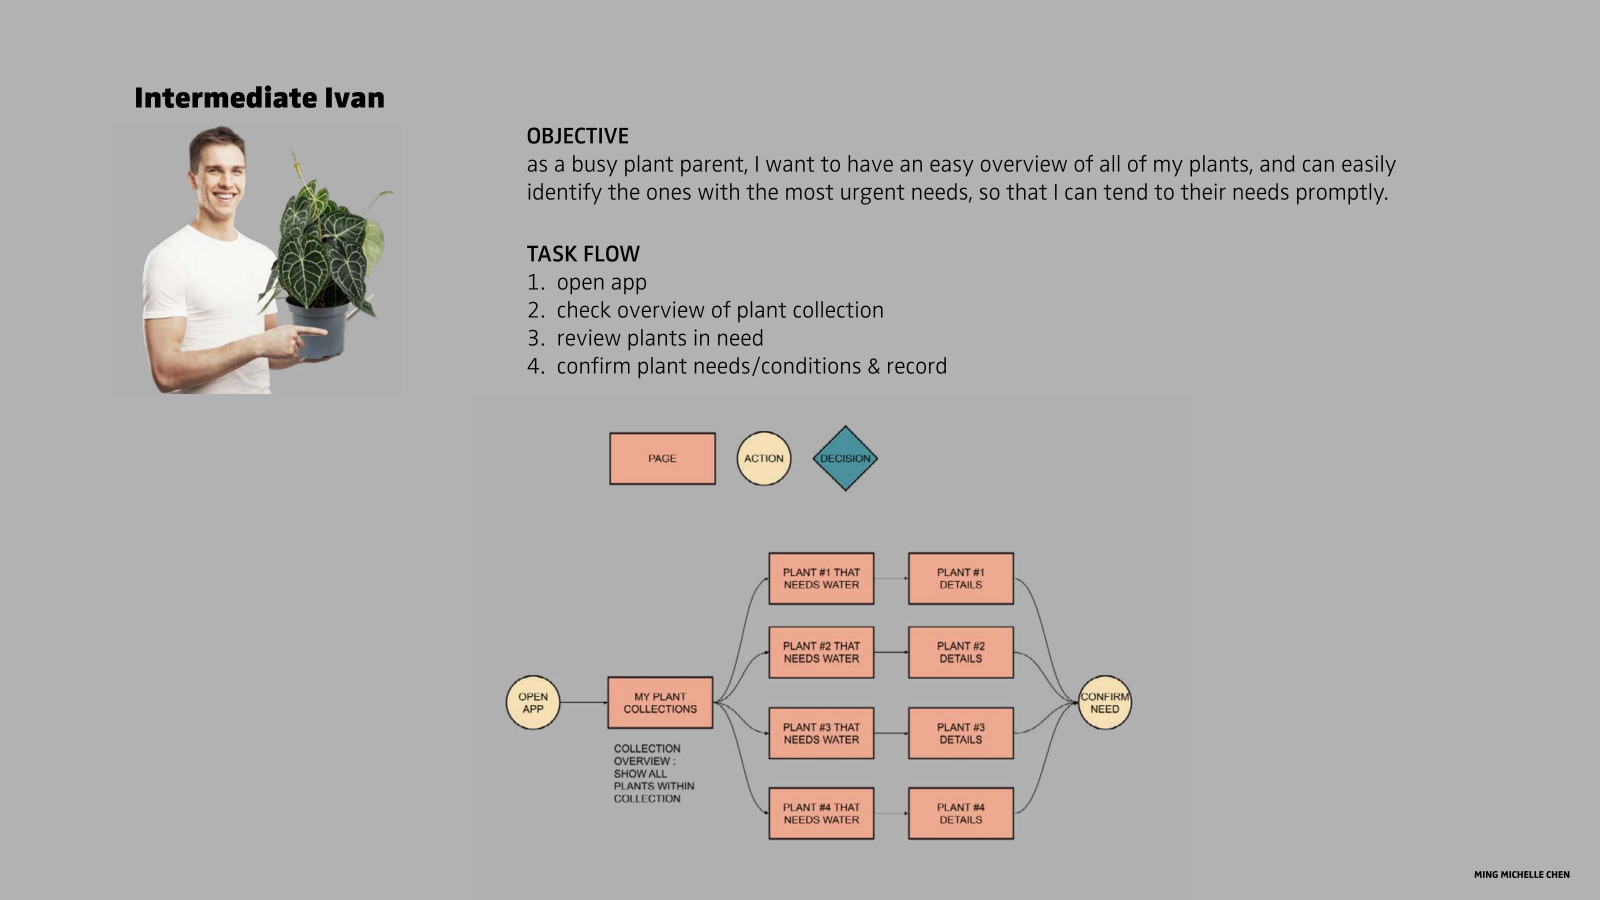 Intermediate Ivan
OBJECTIVE
as a busy plant parent, I want to have an easy overview of all of my plants, and can easily
identify the ones with the most urgent needs, so that I can tend to their needs promptly.
TASK FLOW
1. open app
2. check overview of plant collection
3. review plants in need
4. confirm plant needs/conditions & record
PAGE
ACTION
DECISION
OPEN
APP
MY PLANT
COLLECTIONS
COLLECTION
OVERVIEW :
SHOW ALL
PLANTS WITHIN
COLLECTION
PLANT #1 THAT
NEEDS WATER
PLANT #1
DETAILS
PLANT #2 THAT
NEEDS WATER
PLANT #2
DETAILS
PLANT #3 THAT
NEEDS WATER
PLANT #3
DETAILS
PLANT #4 THAT
NEEDS WATER
PLANT #4
DETAILS
CONFIRM
NEED
MING MICHELLE CHEN